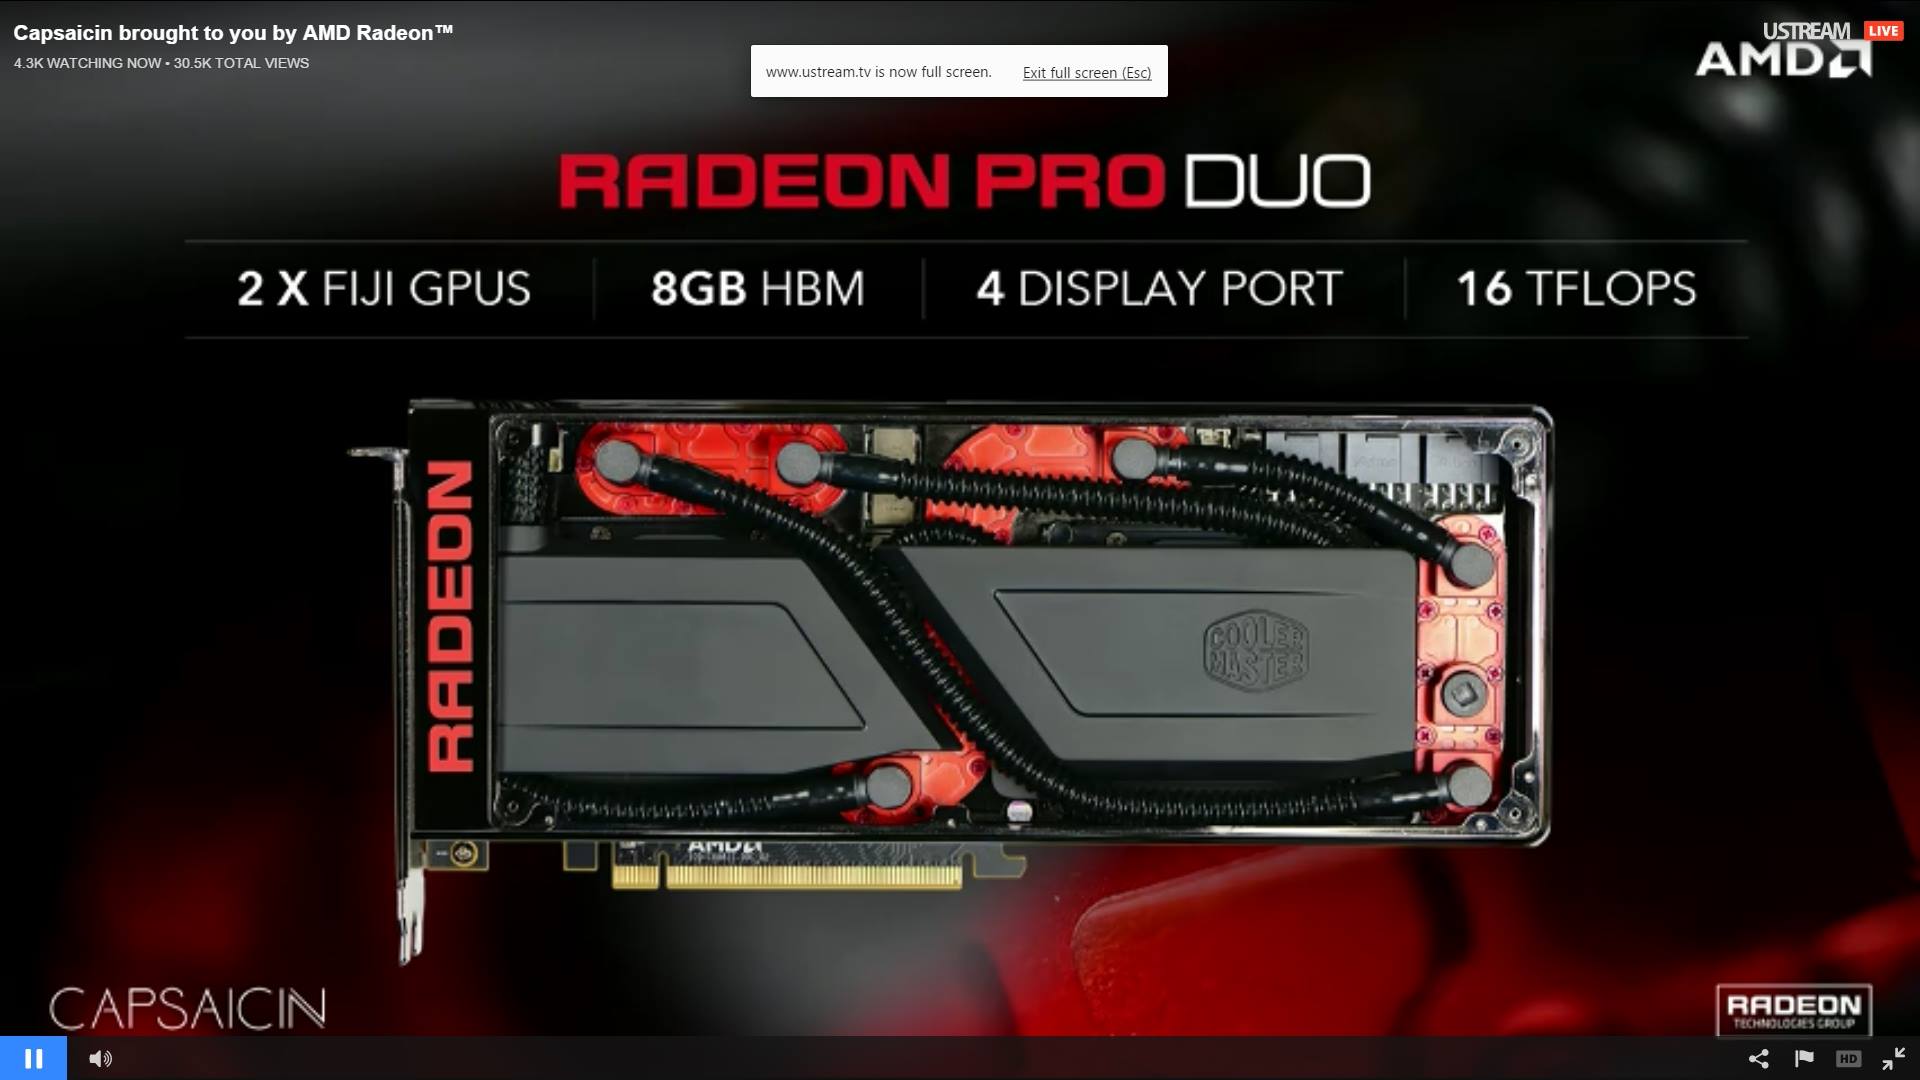 Capsaicin brought to you by AMD Radeon™
4.3K WATCHING NOW • 30.5K TOTAL VIEWS
www.ustream.tv is now full screen. Exit full screen (Esc)
USTREAM LIVE
AMD
RADEON PRO DUO
2 X FIJI GPUS
8GB HBM
4 DISPLAY PORT
16 TFLOPS
RADEON
COOLER
MASTER
AMD
CAPSAICIN
RADEON
TECHNOLOGIES GROUP
HD